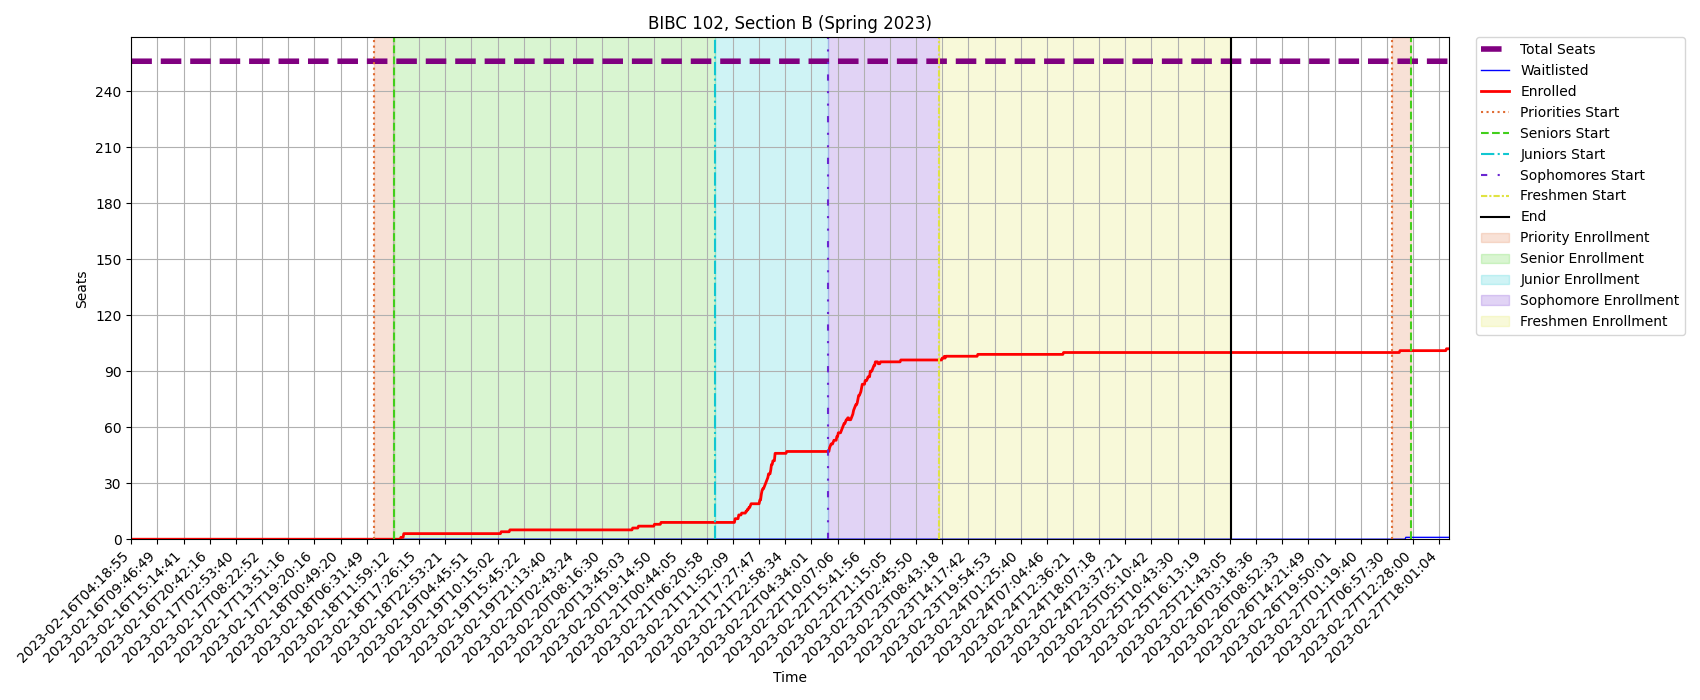 BIBC 102, Section B (Spring 2023)
Total Seats
Waitlisted
Enrolled
Priorities Start
Seniors Start
Juniors Start
Sophomores Start
Freshmen Start
End
Priority Enrollment
Senior Enrollment
Junior Enrollment
Sophomore Enrollment
Freshmen Enrollment
Seats
240
210
180
150
120
90
60
30
0
2023-02-16T04:18:55
2023-02-16T09:46:49
2023-02-16T15:14:41
2023-02-16T20:42:16
2023-02-17T02:53:40
2023-02-17T08:22:52
2023-02-17T13:51:16
2023-02-17T19:20:16
2023-02-18T00:49:20
2023-02-18T06:31:49
2023-02-18T11:59:12
2023-02-18T17:26:15
2023-02-18T22:53:21
2023-02-19T04:45:51
2023-02-19T10:15:02
2023-02-19T15:45:22
2023-02-19T21:13:40
2023-02-20T02:43:24
2023-02-20T08:16:30
2023-02-20T13:45:03
2023-02-20T19:14:50
2023-02-21T00:44:05
2023-02-21T06:20:58
2023-02-21T11:52:09
2023-02-21T17:27:47
2023-02-21T22:58:34
2023-02-22T04:34:01
2023-02-22T10:07:06
2023-02-22T15:41:56
2023-02-22T21:15:05
2023-02-23T02:45:50
2023-02-23T08:43:18
2023-02-23T14:17:42
2023-02-23T19:54:53
2023-02-24T01:25:40
2023-02-24T07:04:46
2023-02-24T12:36:21
2023-02-24T18:07:18
2023-02-24T23:37:21
2023-02-25T05:10:42
2023-02-25T10:43:30
2023-02-25T16:13:19
2023-02-25T21:43:05
2023-02-26T03:18:36
2023-02-26T08:52:33
2023-02-26T14:21:49
2023-02-26T19:50:01
2023-02-27T01:19:40
2023-02-27T06:57:30
2023-02-27T12:28:00
2023-02-27T18:01:04
Time